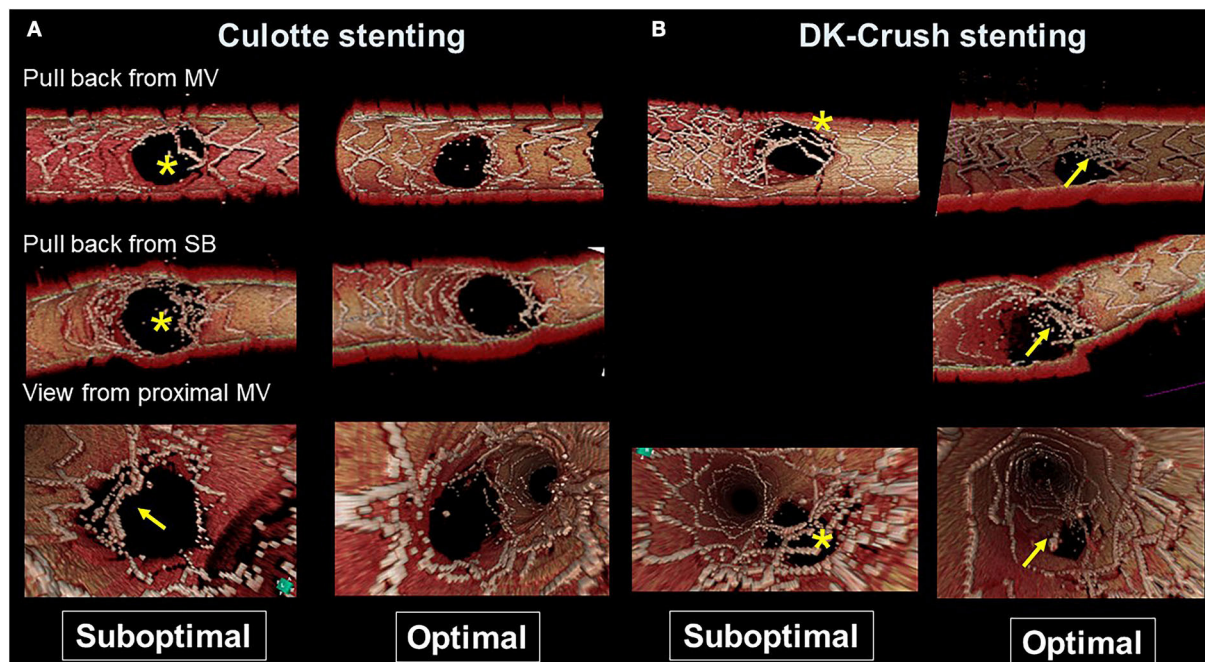 A
Culotte stenting
B
DK-Crush stenting
Pull back from MV
*
*
Pull back from SB
*
View from proximal MV
*
Suboptimal
Optimal
Suboptimal
Optimal